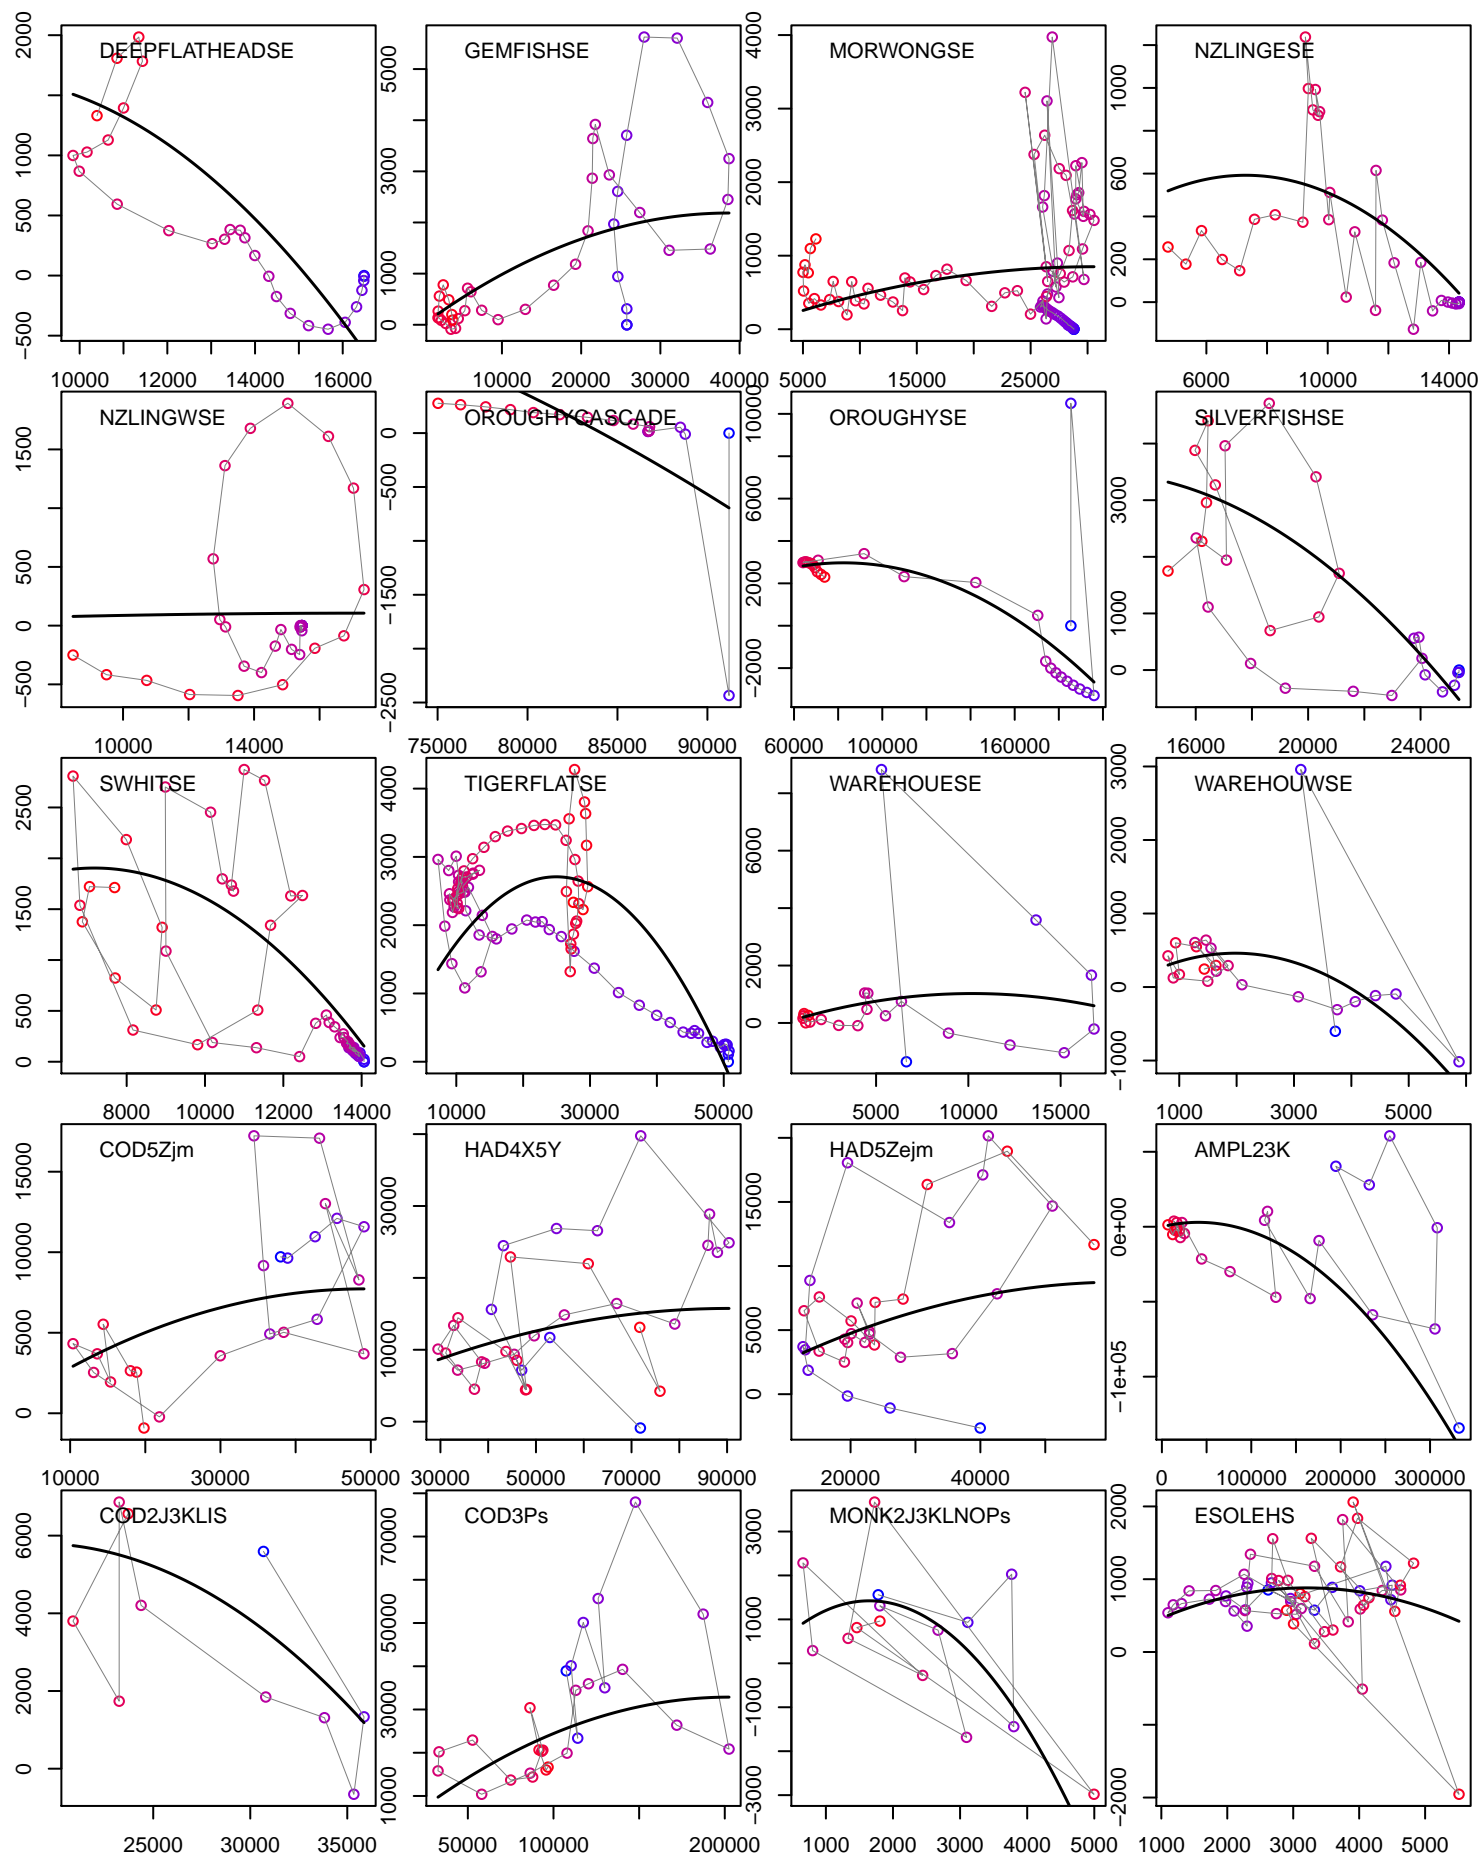 DEEPFLATHEADSE GEMFISHSE MORWONGSE NZLINGESE
−500 0 500 1000 2000
0 1000 3000 5000
0 1000 2000 3000 4000
0 200 600 1000
10000 12000 14000 16000
10000 20000 30000 40000
5000 15000 25000
6000 10000 14000
NZLINGWSE OROUGHYCASCADE OROUGHYSE SILVERFISHSE
−500 0 500 1500
−2500 −1500 −500 0
−2000 2000 6000 10000
0 1000 3000
10000 14000
75000 80000 85000 90000
60000 100000 160000
16000 20000 24000
SWHITSE TIGERFLATSE WAREHOUESE WAREHOUWSE
0 500 1500 2500
0 1000 2000 3000 4000
0 2000 6000
−1000 0 1000 2000 3000
8000 10000 12000 14000
10000 30000 50000
5000 10000 15000
1000 3000 5000
COD5Zjm HAD4X5Y HAD5Zejm AMPL23K
0 5000 10000 15000
0 10000 30000
0 5000 15000
−1e+05 0e+00
10000 30000 50000
30000 50000 70000 90000
20000 40000
0 100000 200000 300000
COD2J3KLIS COD3Ps MONK2J3KLNOPs ESOLEHS
0 2000 4000 6000
10000 30000 50000 70000
−3000 −1000 1000 3000
−2000 0 1000 2000
25000 30000 35000
50000 100000 200000
1000 2000 3000 4000 5000
1000 2000 3000 4000 5000